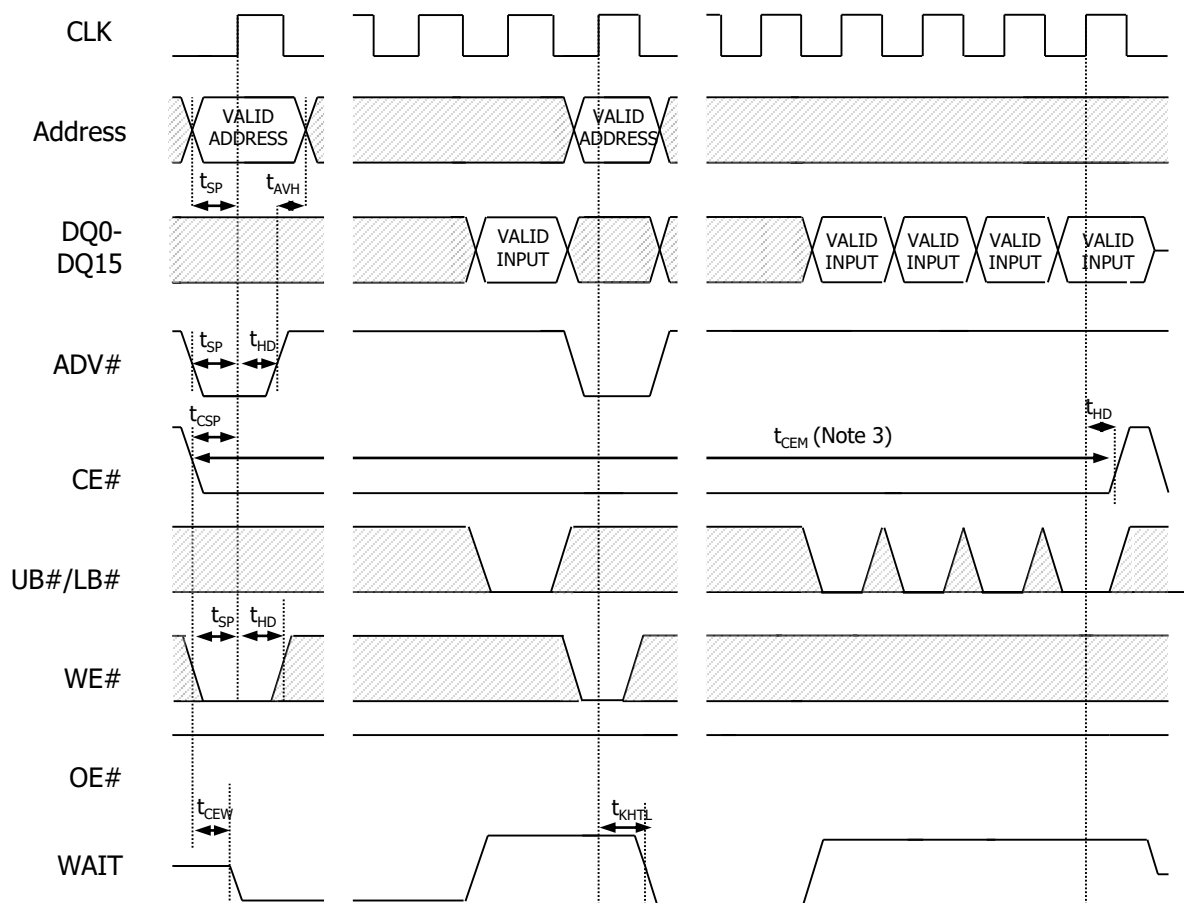 CLK
Address
VALID
ADDRESS
VALID
ADDRESS
tSP
tAVH
DQ0-
DQ15
VALID
INPUT
VALID
INPUT
VALID
INPUT
VALID
INPUT
VALID
INPUT
ADV#
tSP
tHD
tCSP
tHD
tCEM (Note 3)
CE#
UB#/LB#
tSP
tHD
WE#
OE#
tCEW
tKHTL
WAIT